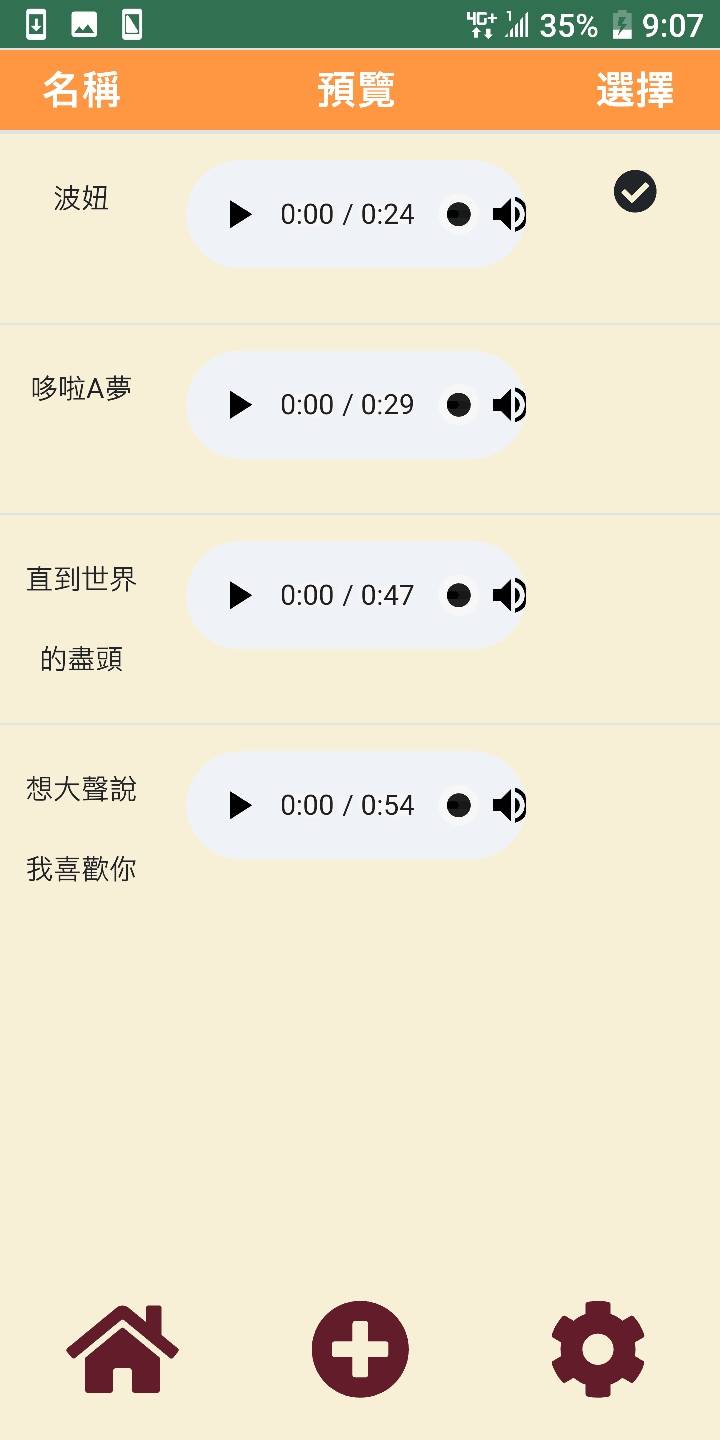 4G+ 1 35% 9:07
名稱 預覽 選擇
波妞 0:00 / 0:24
哆啦A夢 0:00 / 0:29
直到世界 0:00 / 0:47
的盡頭
想大聲說 0:00 / 0:54
我喜歡你